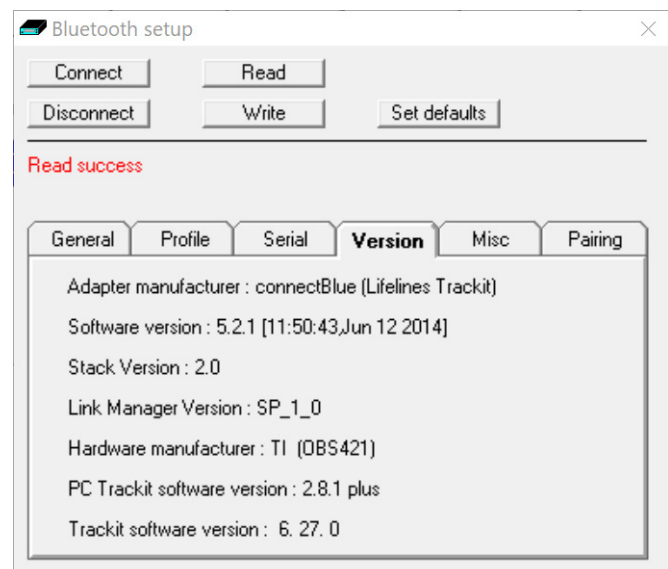 Bluetooth setup
Connect Read
Disconnect Write Set defaults
Read success
General Profile Serial Version Misc Pairing
Adapter manufacturer : connectBlue (Lifelines Trackit)
Software version : 5.2.1 [11:50:43,Jun 12 2014]
Stack Version : 2.0
Link Manager Version : SP_1_0
Hardware manufacturer : TI (OBS421)
PC Trackit software version : 2.8.1 plus
Trackit software version : 6. 27. 0